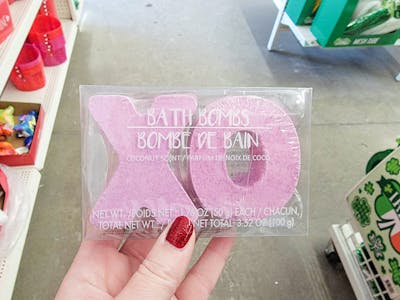 BATH BOMBS
BOMBE DE BAIN
COCONUT SCENT / PARFUM DE NOIX DE COCO
NET WT. /POIDS NET - 1.76 OZ (50 g) EACH / CHACUN,
TOTAL NET WT. / NET TOTAL- 3.52 OZ (100 g)